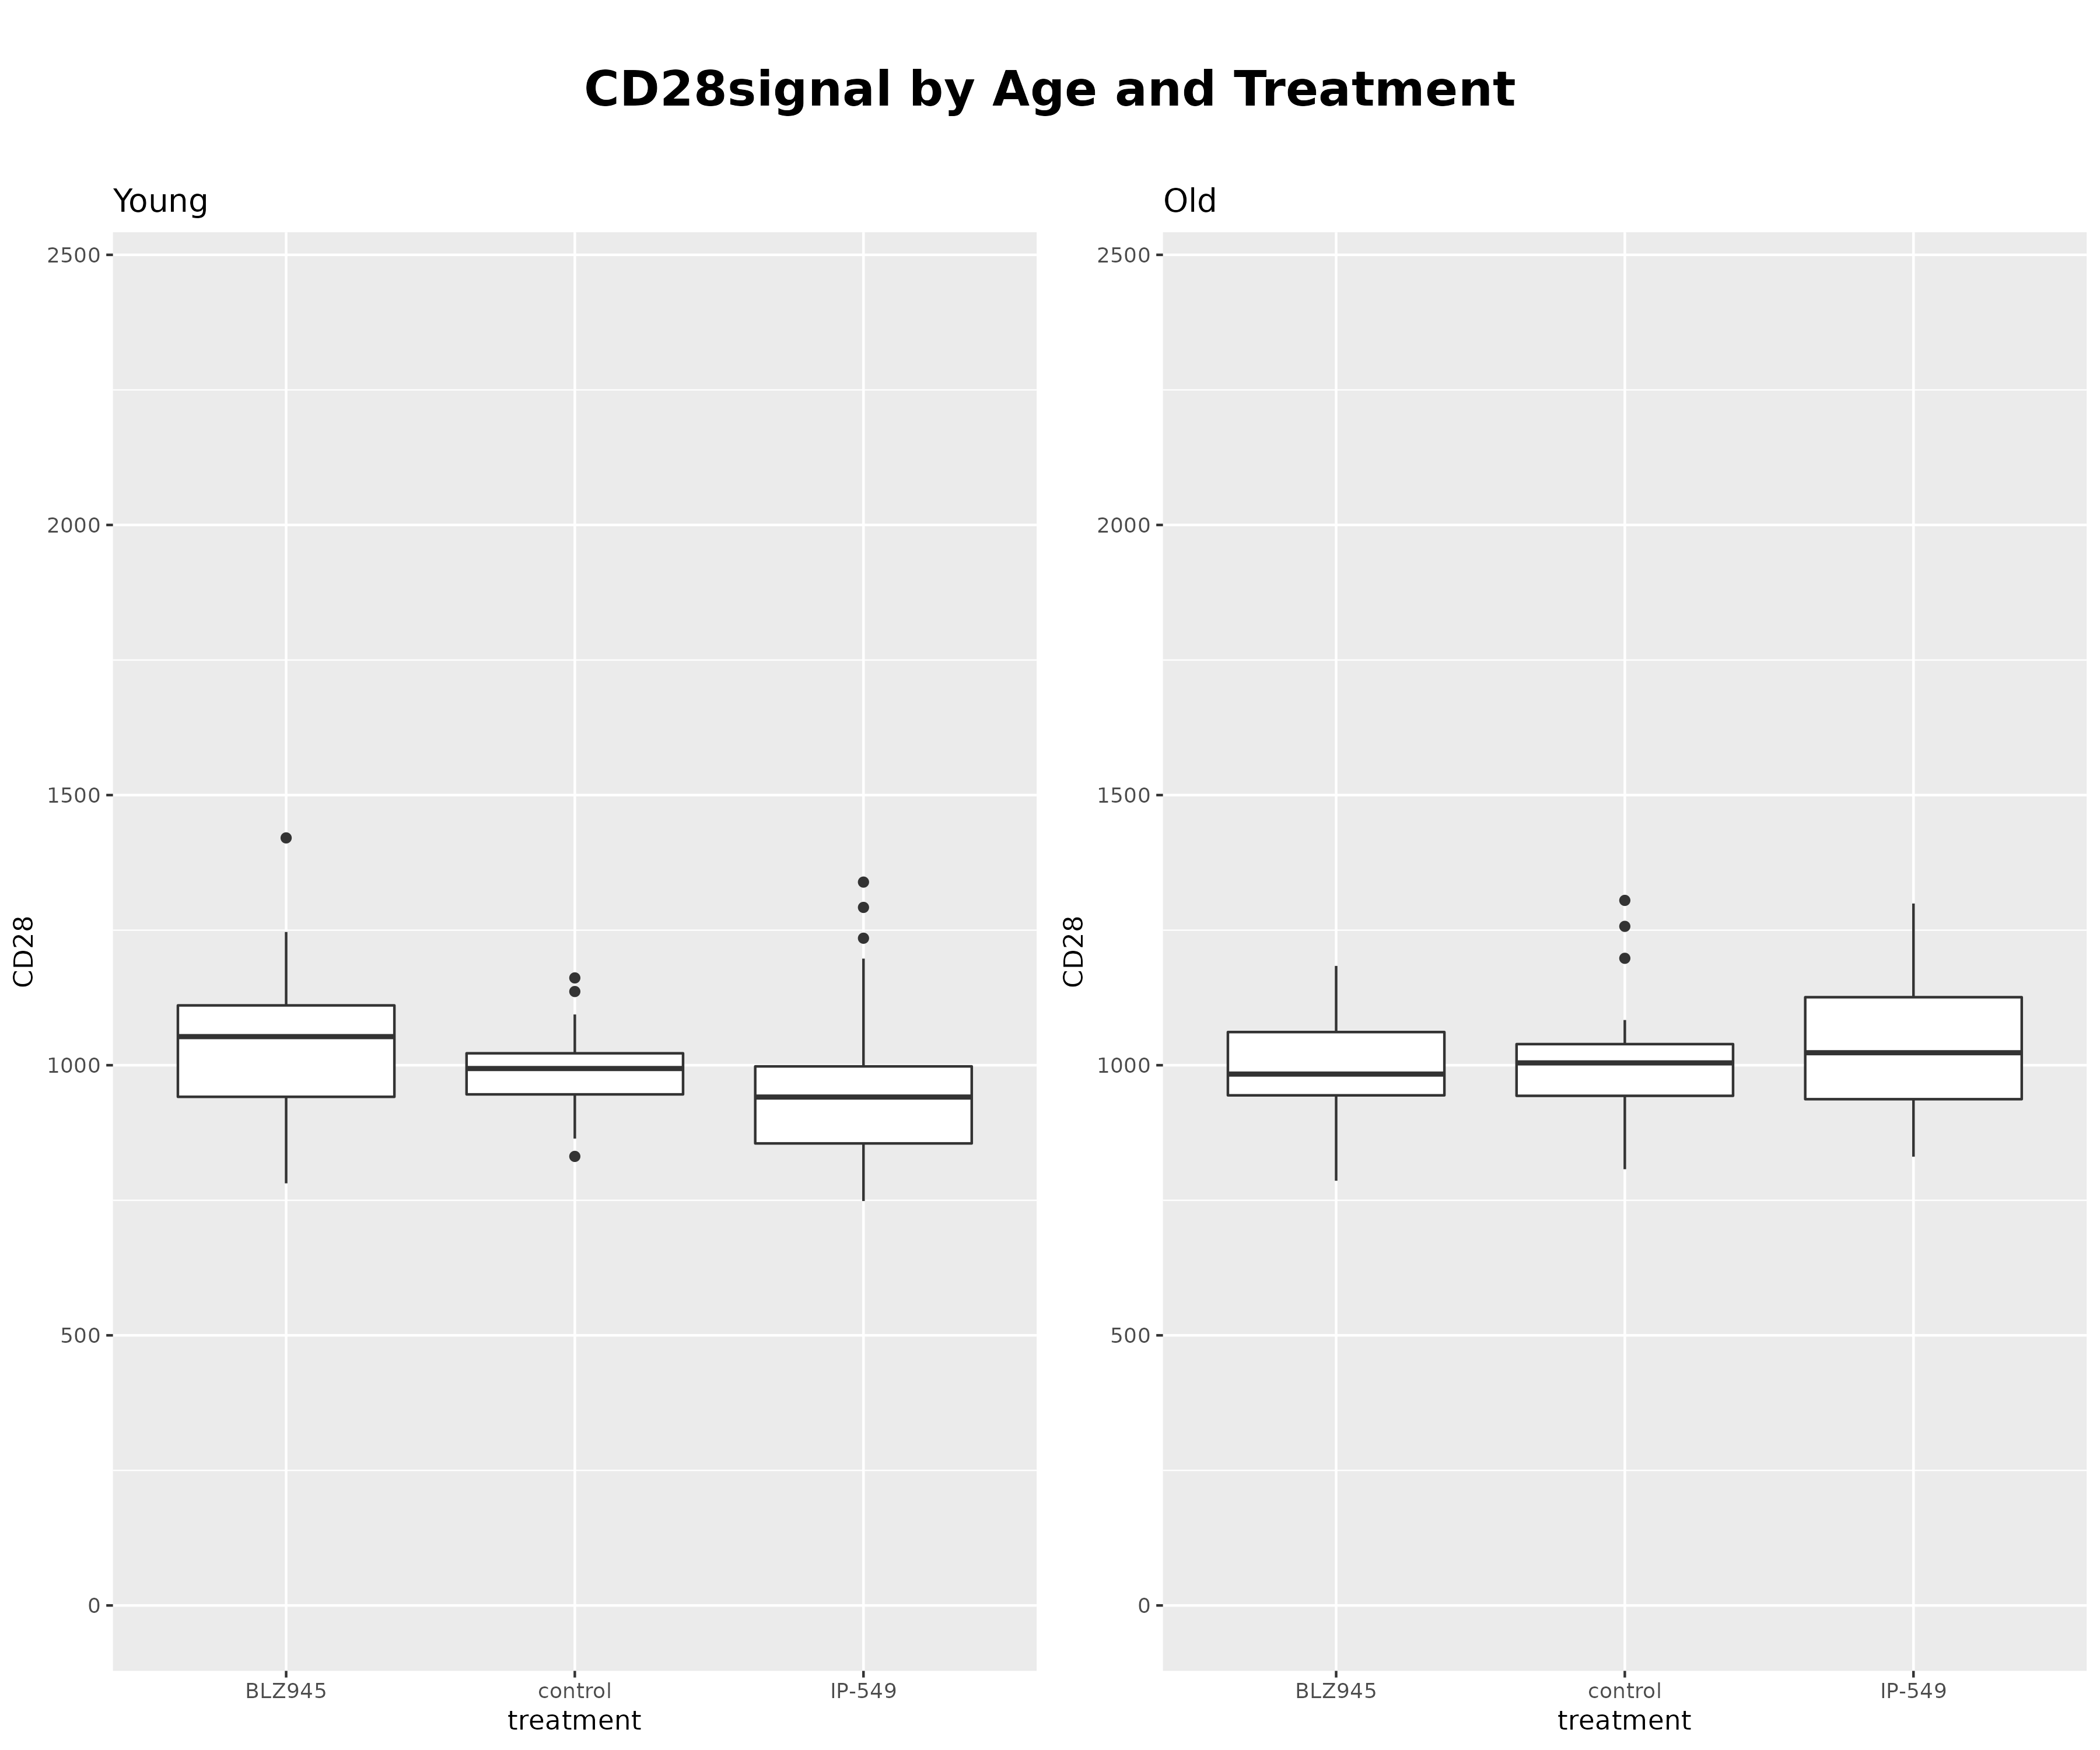 CD28signal by Age and Treatment
Young
2500
2000
1500
1000
500
0
CD28
BLZ945 control IP-549
treatment
Old
2500
2000
1500
1000
500
0
CD28
BLZ945 control IP-549
treatment